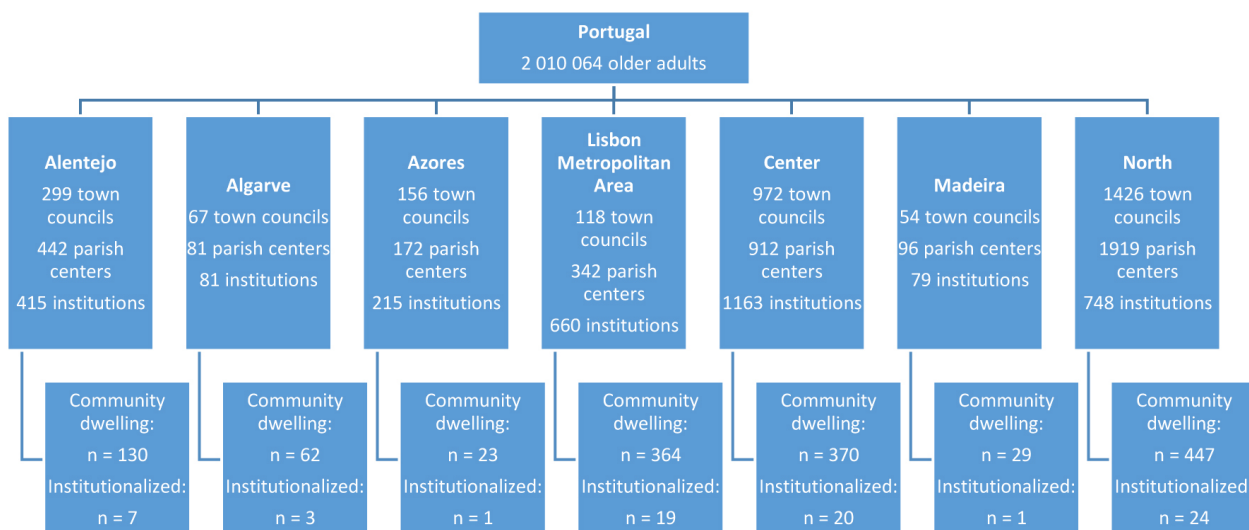 Portugal
2 010 064 older adults
Alentejo
299 town
councils
442 parish
centers
415 institutions
Algarve
67 town councils
81 parish centers
81 institutions
Azores
156 town
councils
172 parish
centers
215 institutions
Lisbon
Metropolitan
Area
118 town
councils
342 parish
centers
660 institutions
Center
972 town
councils
912 parish
centers
1163 institutions
Madeira
54 town councils
96 parish centers
79 institutions
North
1426 town
councils
1919 parish
centers
748 institutions
Community
dwelling:
n = 130
Institutionalized:
n = 7
Community
dwelling:
n = 62
Institutionalized:
n = 3
Community
dwelling:
n = 23
Institutionalized:
n = 1
Community
dwelling:
n = 364
Institutionalized:
n = 19
Community
dwelling:
n = 370
Institutionalized:
n = 20
Community
dwelling:
n = 29
Institutionalized:
n = 1
Community
dwelling:
n = 447
Institutionalized:
n = 24